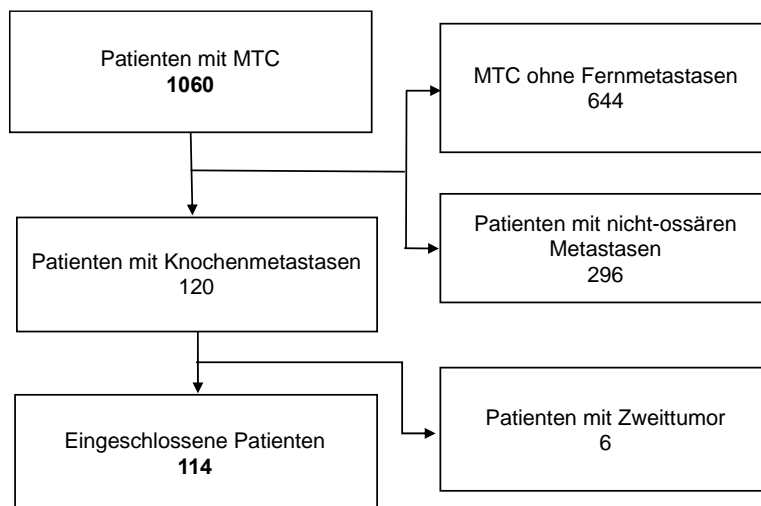 Patienten mit MTC
1060
MTC ohne Fernmetastasen
644
Patienten mit nicht-ossären
Metastasen
296
Patienten mit Knochenmetastasen
120
Patienten mit Zweittumor
6
Eingeschlossene Patienten
114